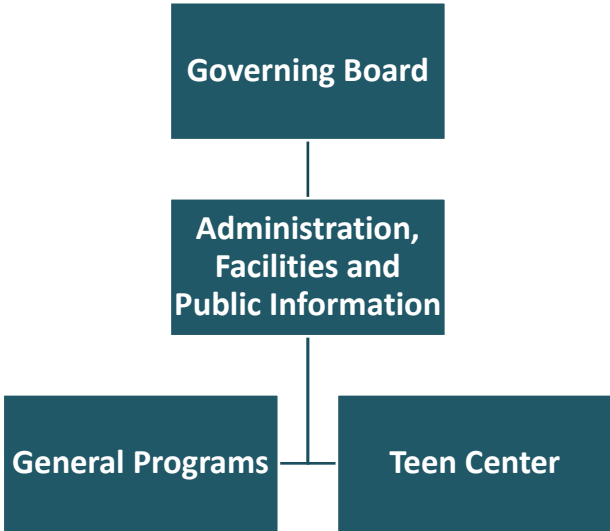 Governing Board
Administration,
Facilities and
Public Information
General Programs
Teen Center